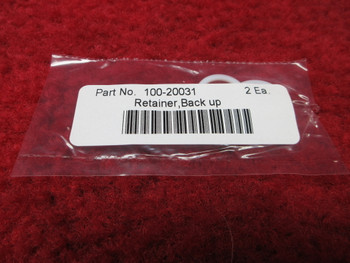 Part No. 100-20031 2 Ea.
Retainer,Back up